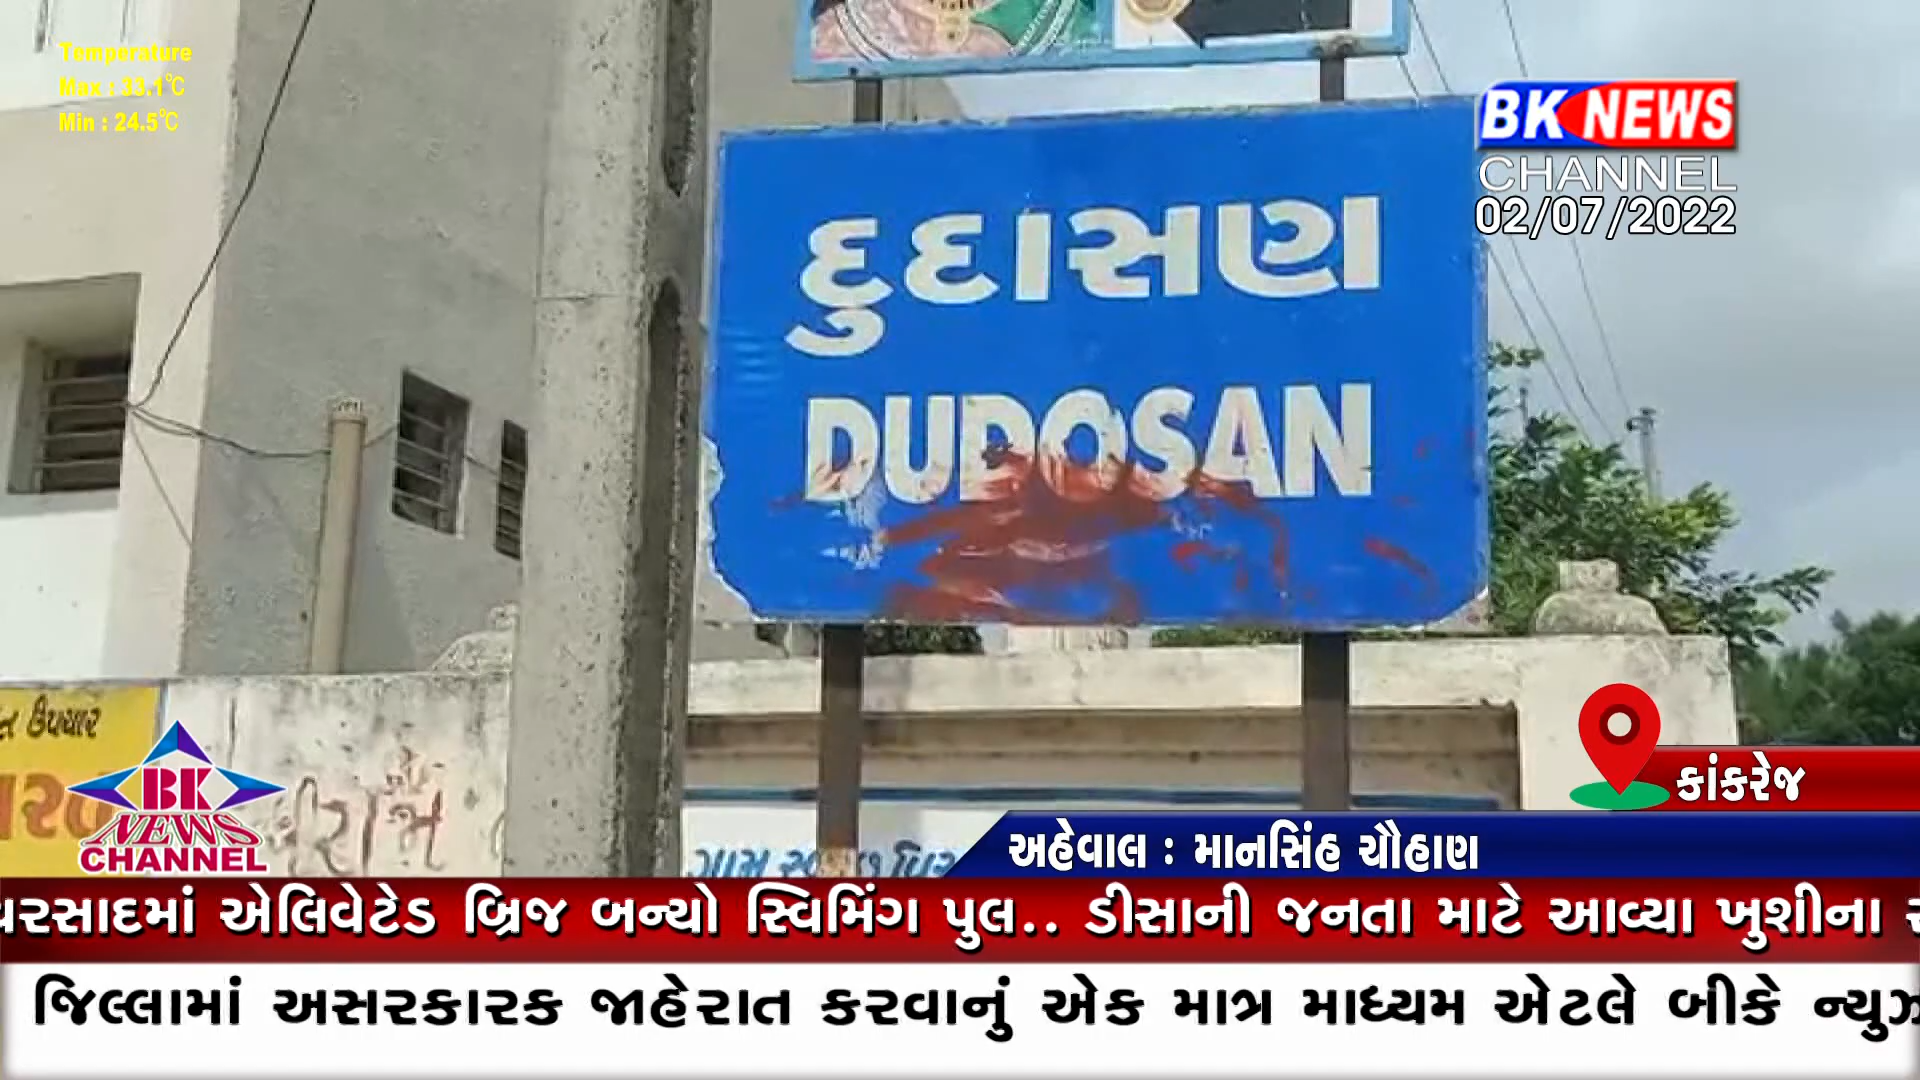 Temperature
Max : 33.1℃
Min : 24.5℃
BK NEWS
CHANNEL
02/07/2022
દુદાસણ
DUDOSAN
ઉપચાર
કાંકરેજ
BK
NEWS
CHANNEL
અહેવાલ : માનસિંહ ચૌહાણ
વરસાદમાં એલિવેટેડ બ્રિજ બન્યો સ્વિમિંગ પુલ.. ડીસાની જનતા માટે આવ્યા ખુશીના
જિલ્લામાં અસરકારક જાહેરાત કરવાનું એક માત્ર માધ્યમ એટલે બીકે ન્યુઝ